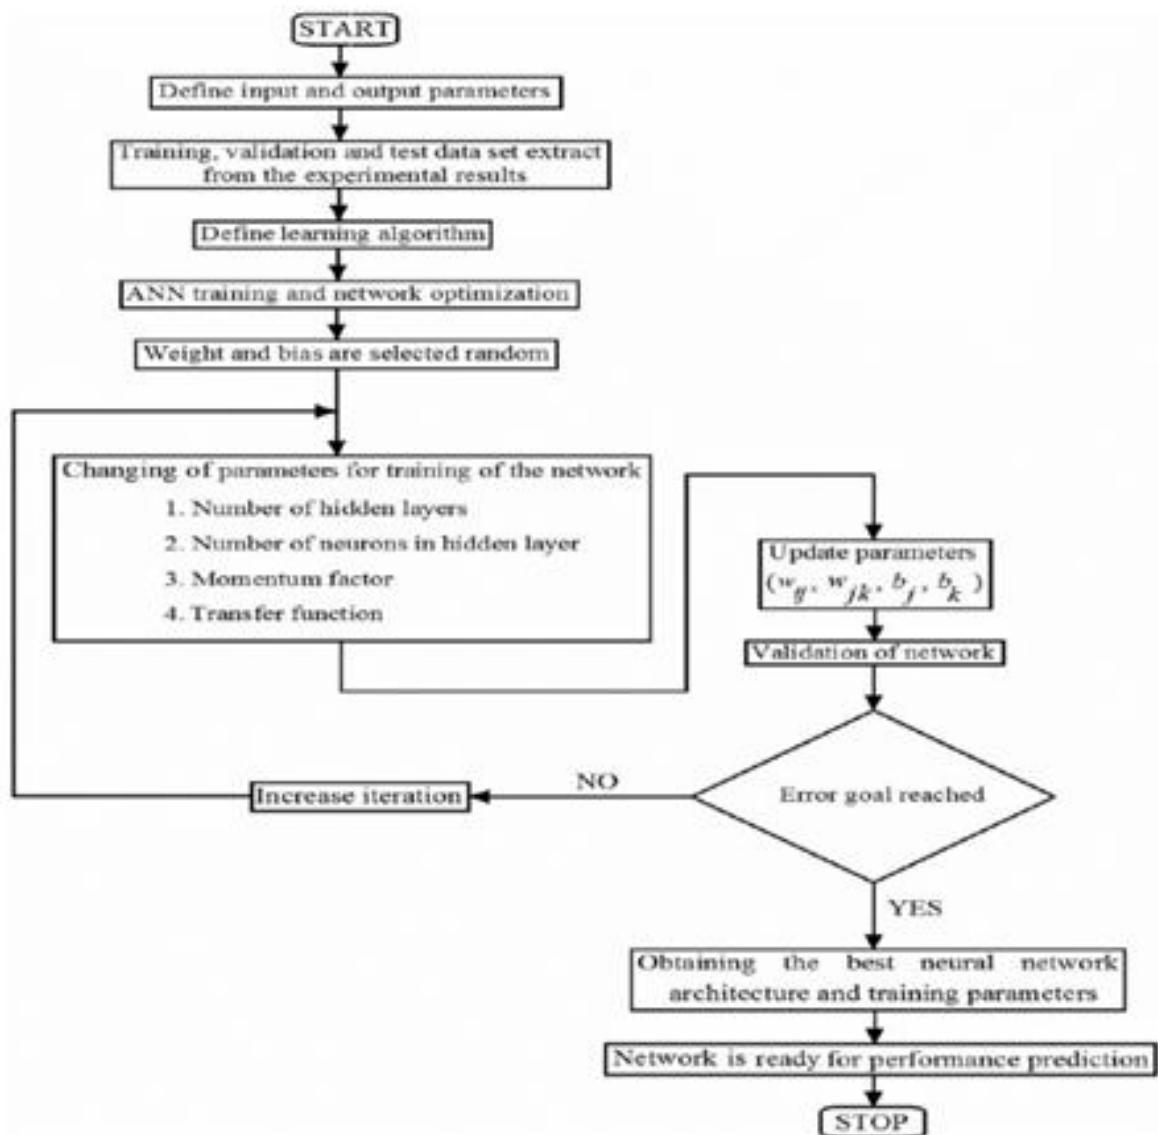 START
Define input and output parameters
Training, validation and test data set extract
from the experimental results
Define learning algorithm
ANN training and network optimization
Weight and bias are selected random
Changing of parameters for training of the network
1. Number of hidden layers
2. Number of neurons in hidden layer
3. Momentum factor
4. Transfer function
Update parameters
(w_ij, w_jk, b_j, b_k)
Validation of network
Error goal reached
NO
Increase iteration
YES
Obtaining the best neural network
architecture and training parameters
Network is ready for performance prediction
STOP